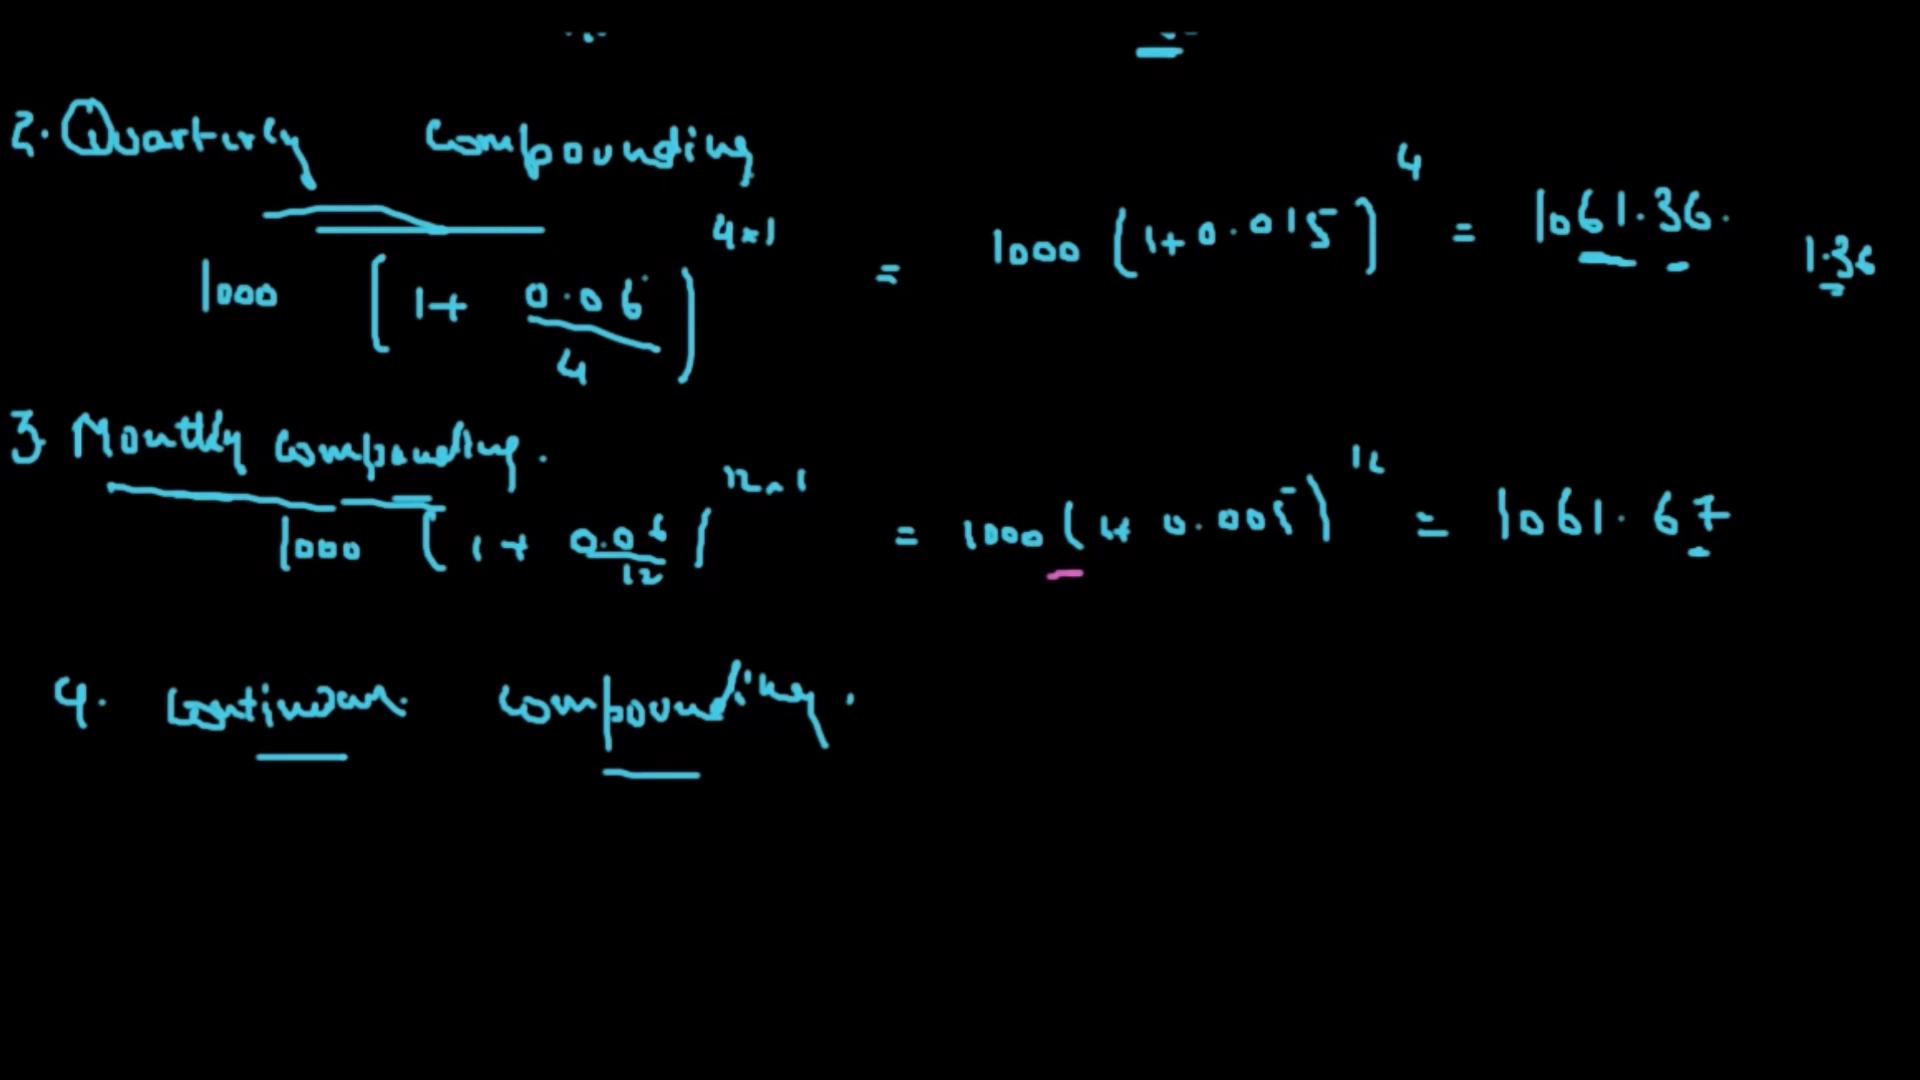 2. Quarterly compounding
1000 [1 + 0.06/4]^4×1 = 1000 (1 + 0.015)^4 = 1061.36. 1.36
3 Monthly compounding.
1000 (1 + 0.06/12)^12×1 = 1000 (1 + 0.005)^12 = 1061.67
4. compounding.